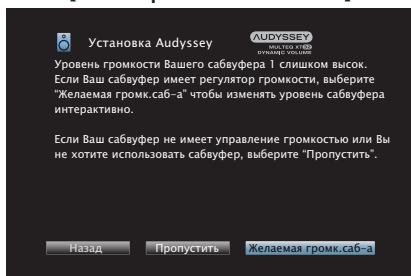 Установка Audyssey
AUDYSSEY
MULTEQ XT32
DYNAMIC VOLUME
Уровень громкости Вашего сабвуфера 1 слишком высок.
Если Ваш сабвуфер имеет регулятор громкости, выберите
“Желаемая громк.саб-а” чтобы изменять уровень сабвуфера
интерактивно.
Если Ваш сабвуфер не имеет управление громкостью или Вы
не хотите использовать сабвуфер, выберите “Пропустить”.
Назад
Пропустить
Желаемая громк.саб-а